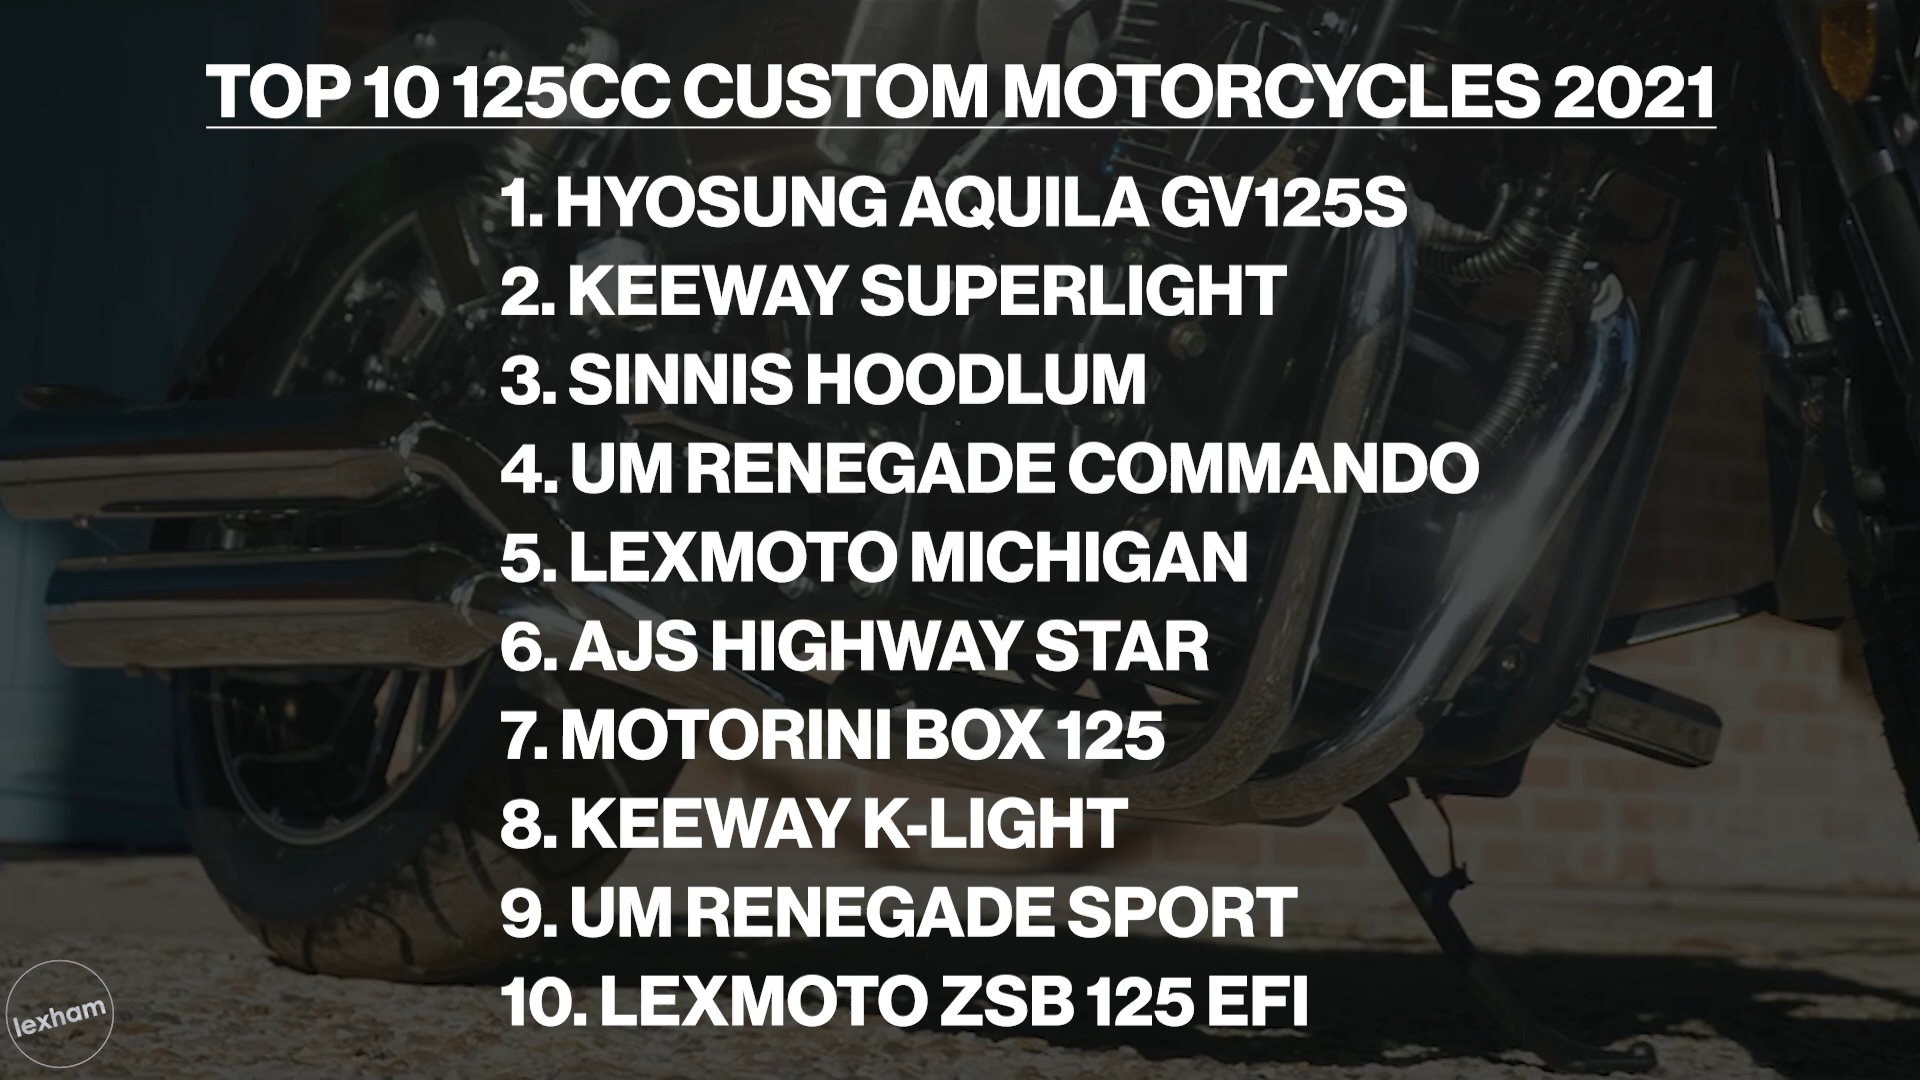 TOP 10 125CC CUSTOM MOTORCYCLES 2021
1. HYOSUNG AQUILA GV125S
2. KEEWAY SUPERLIGHT
3. SINNIS HOODLUM
4. UM RENEGADE COMMANDO
5. LEXMOTO MICHIGAN
6. AJS HIGHWAY STAR
7. MOTORINI BOX 125
8. KEEWAY K-LIGHT
9. UM RENEGADE SPORT
10. LEXMOTO ZSB 125 EFI
lexham